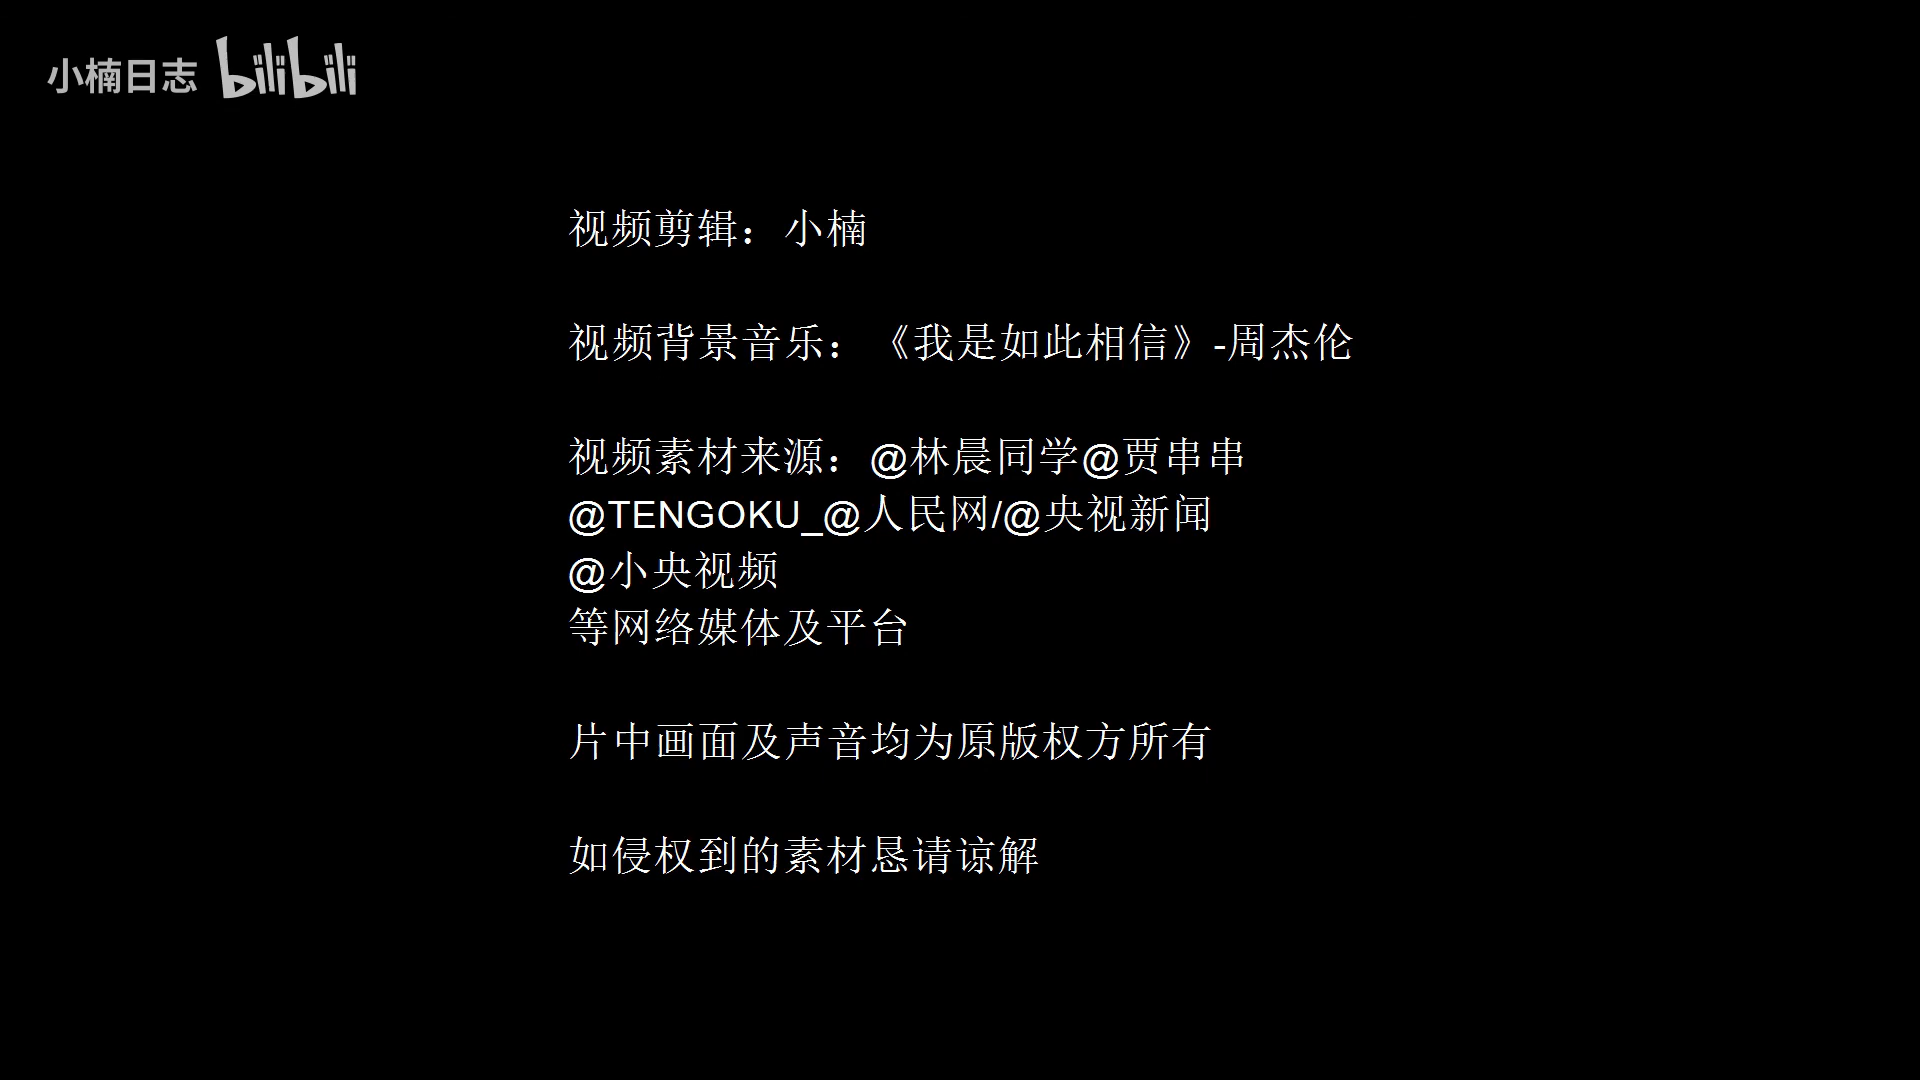 小楠日志 bilibili
视频剪辑：小楠
视频背景音乐：《我是如此相信》-周杰伦
视频素材来源：@林晨同学@贾串串
@TENGOKU_@人民网/@央视新闻
@小央视频
等网络媒体及平台
片中画面及声音均为原版权方所有
如侵权到的素材恳请谅解